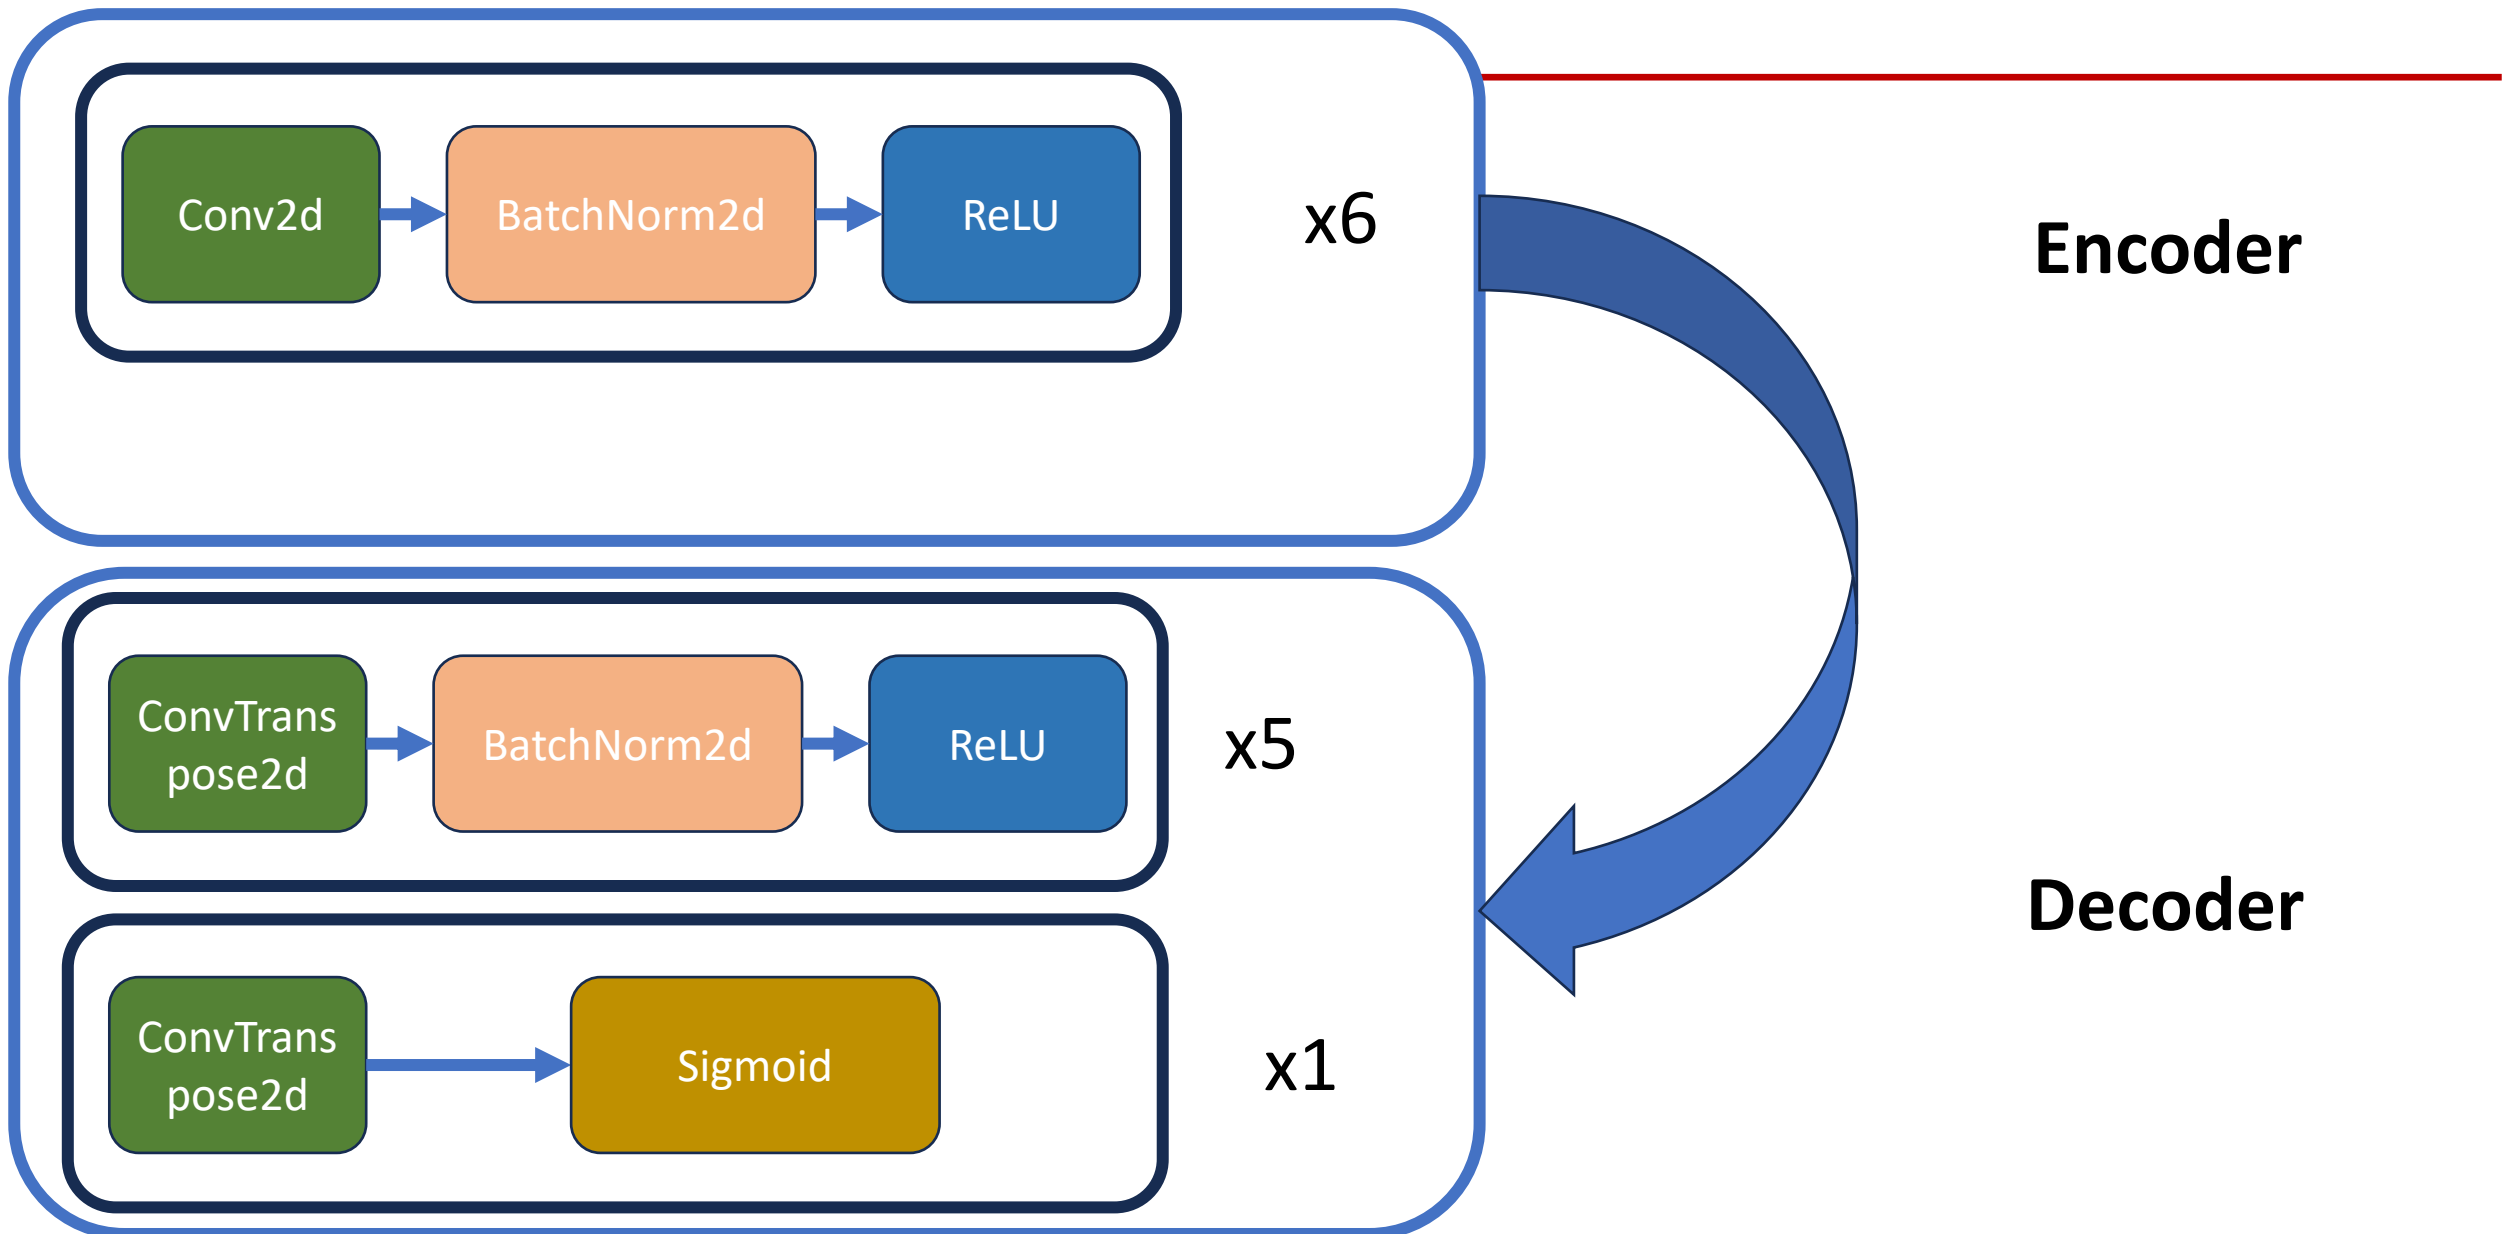 Conv2d
BatchNorm2d
ReLU
x6
Encoder
ConvTrans
pose2d
BatchNorm2d
ReLU
x5
Decoder
ConvTrans
pose2d
Sigmoid
x1